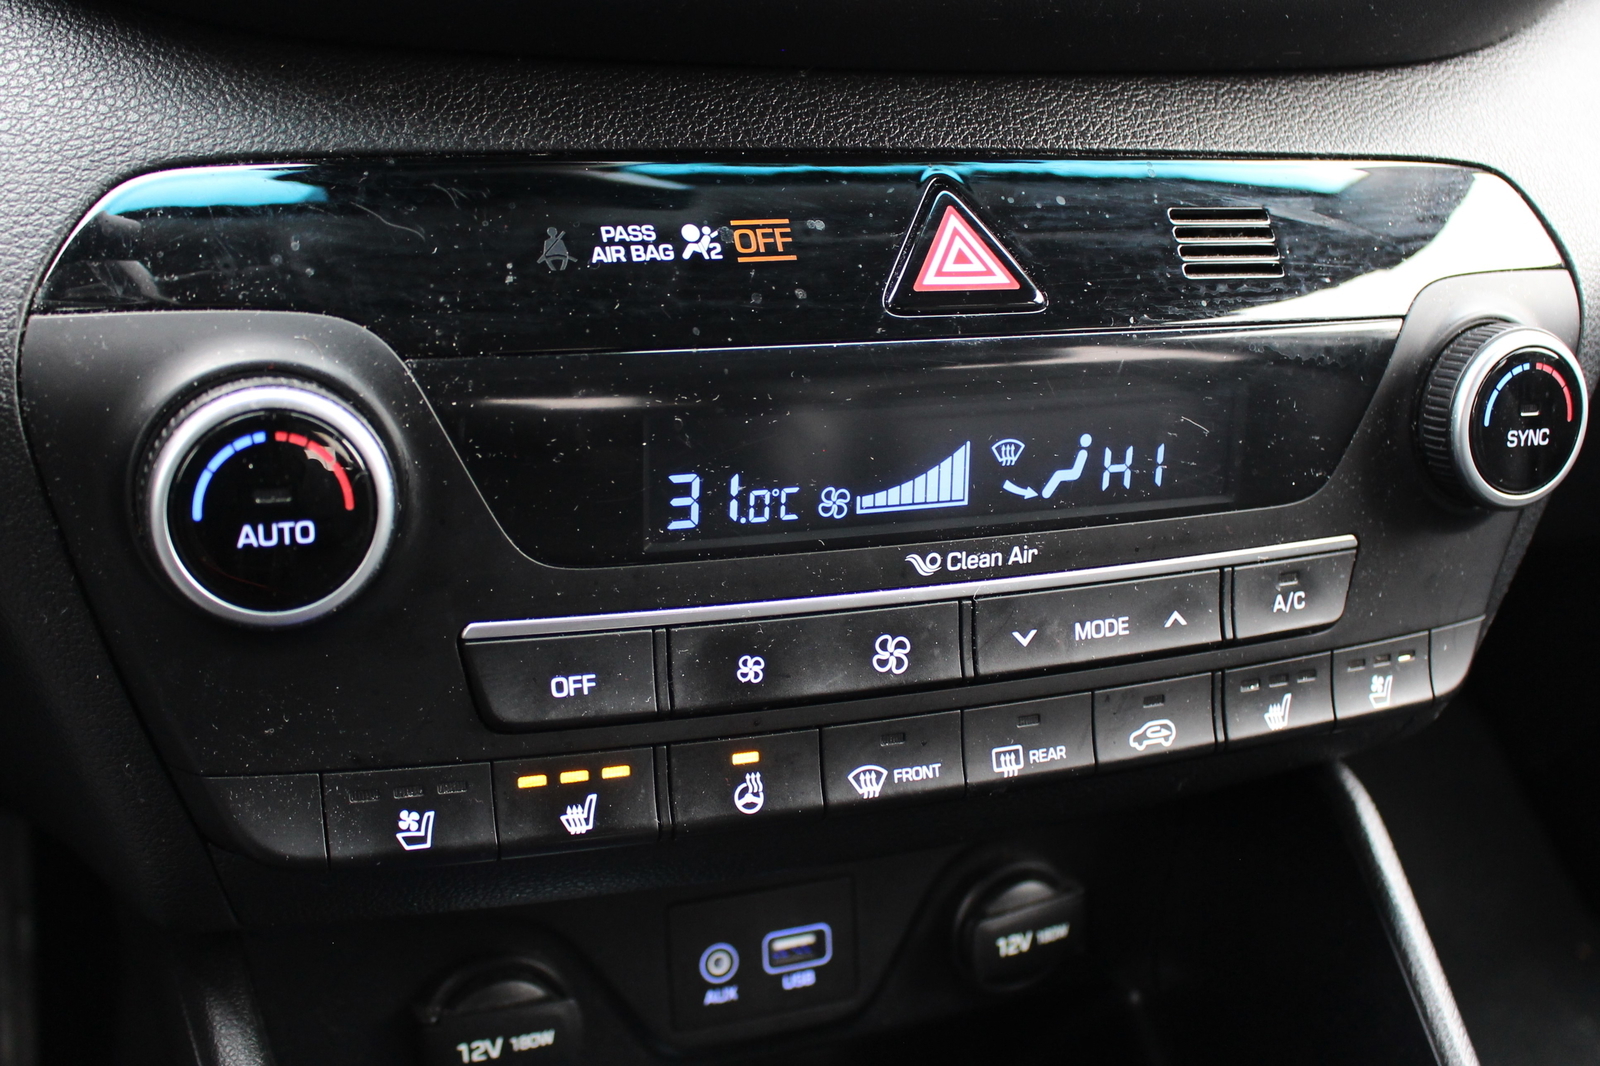 PASS
AIR BAG 2 OFF
AUTO
SYNC
31.0°C HI
Clean Air
OFF
MODE
A/C
FRONT
REAR
AUX
USB
12V 180W
12V 180W